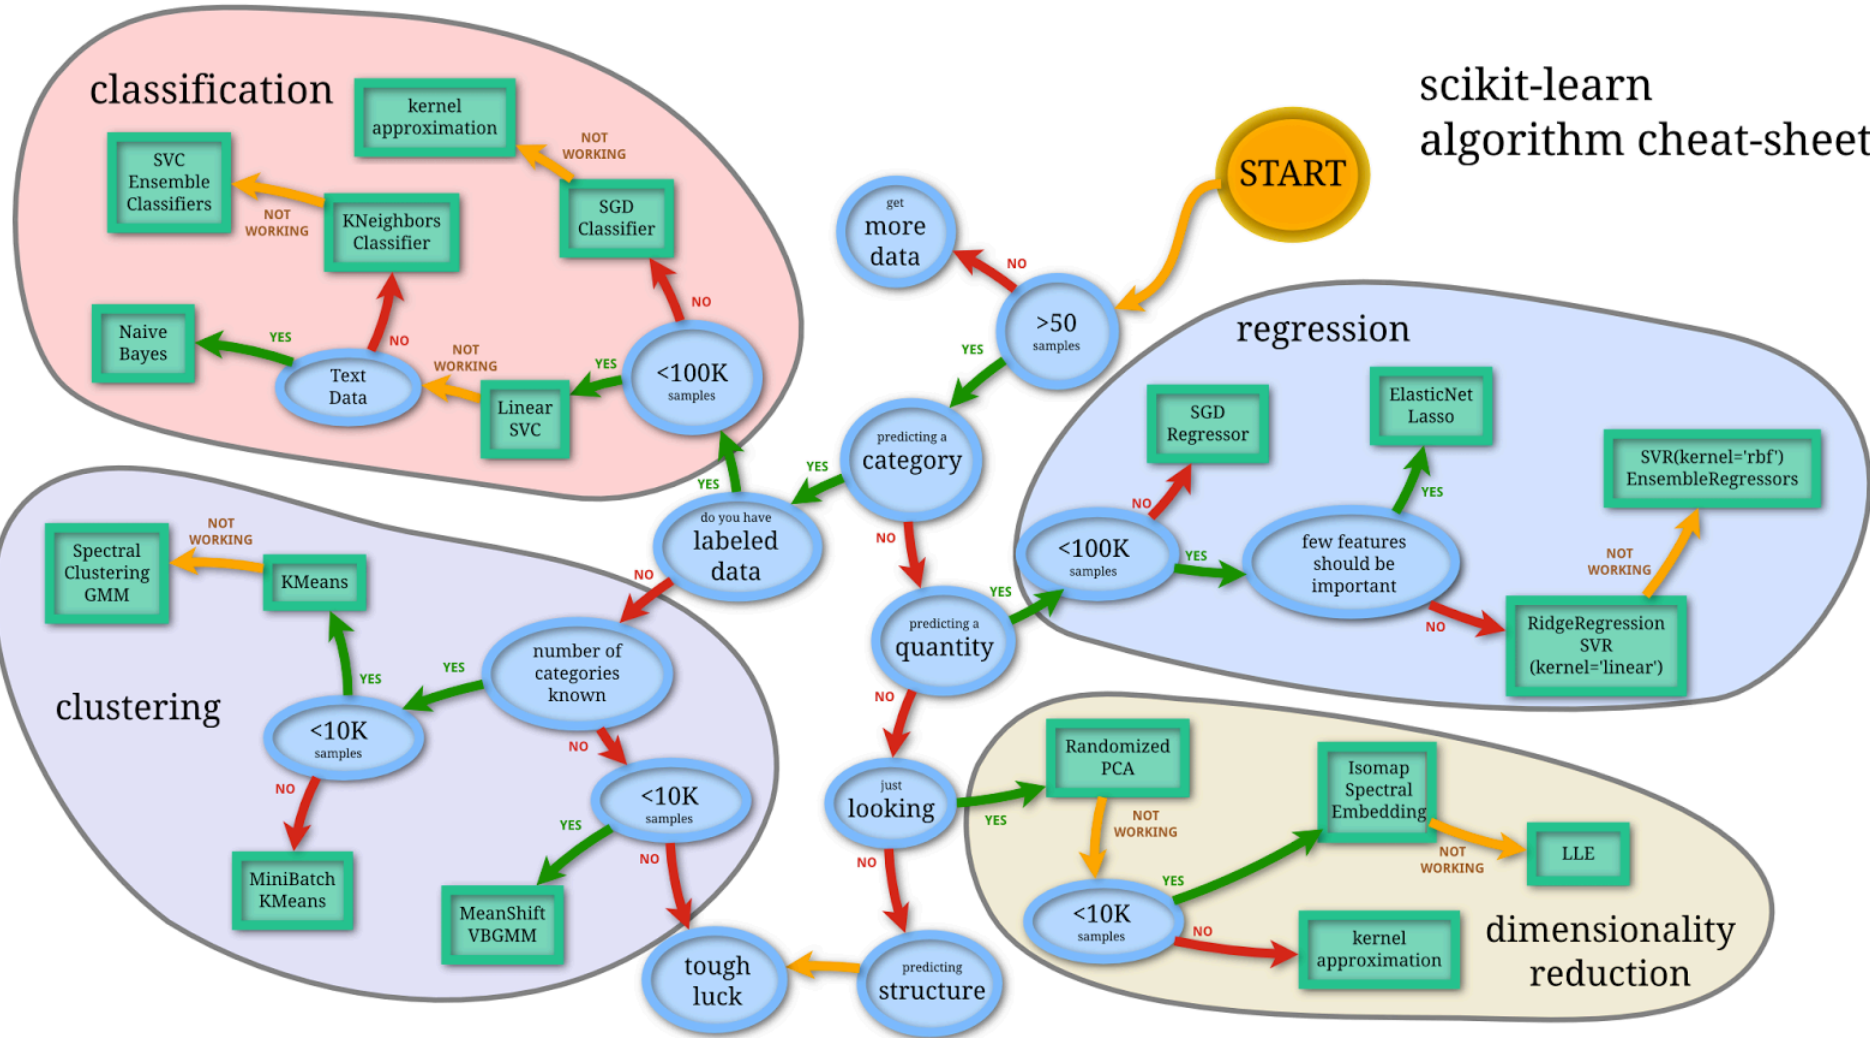 scikit-learn
algorithm cheat-sheet
START
get
more
data
NO
>50
samples
YES
predicting a
category
YES
NO
do you have
labeled
data
YES
NO
predicting a
quantity
YES
NO
just
looking
YES
NO
predicting
structure
tough
luck
classification
kernel
approximation
NOT
WORKING
SGD
Classifier
NO
<100K
samples
YES
Linear
SVC
NOT
WORKING
Text
Data
YES
Naive
Bayes
NO
KNeighbors
Classifier
NOT
WORKING
SVC
Ensemble
Classifiers
clustering
number of
categories
known
YES
NO
<10K
samples
YES
KMeans
NOT
WORKING
Spectral
Clustering
GMM
NO
MiniBatch
KMeans
<10K
samples
YES
MeanShift
VBGMM
NO
regression
<100K
samples
NO
SGD
Regressor
YES
few features
should be
important
YES
ElasticNet
Lasso
NO
RidgeRegression
SVR
(kernel='linear')
NOT
WORKING
SVR(kernel='rbf')
EnsembleRegressors
dimensionality
reduction
Randomized
PCA
NOT
WORKING
<10K
samples
YES
Isomap
Spectral
Embedding
NOT
WORKING
LLE
NO
kernel
approximation